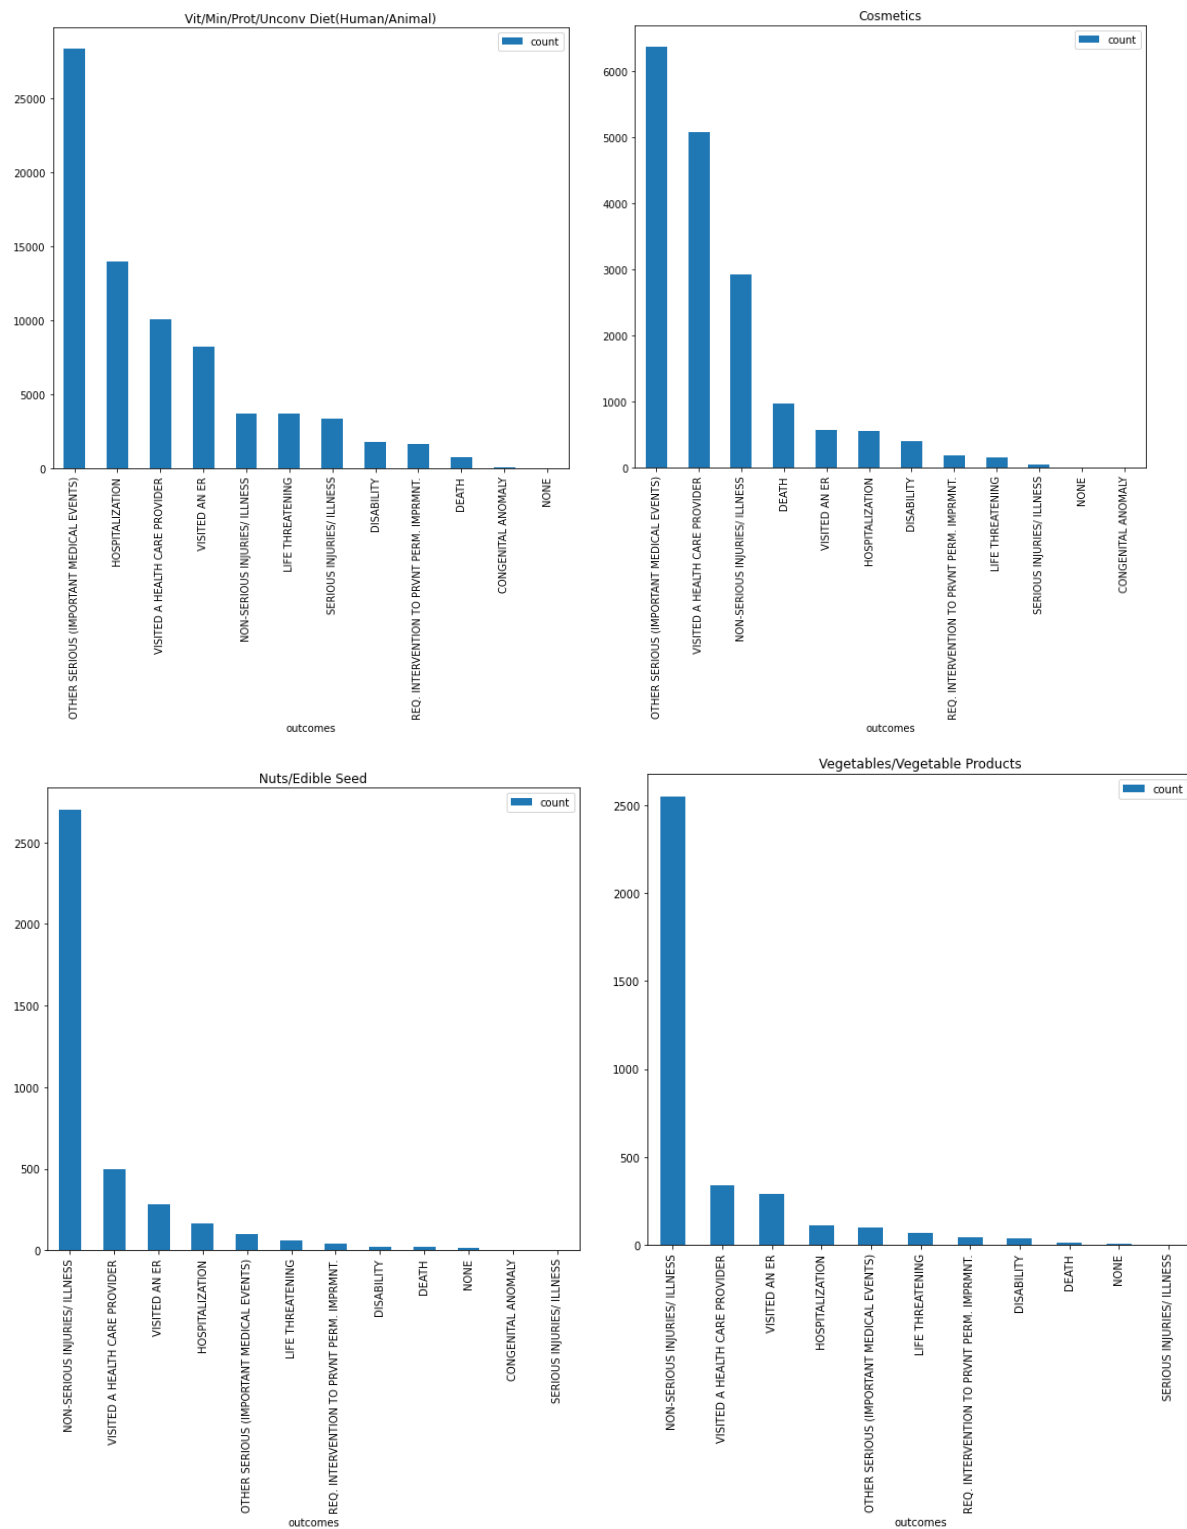 Vit/Min/Prot/Unconv Diet(Human/Animal)
count
25000
20000
15000
10000
5000
0
OTHER SERIOUS (IMPORTANT MEDICAL EVENTS)
HOSPITALIZATION
VISITED A HEALTH CARE PROVIDER
VISITED AN ER
NON-SERIOUS INJURIES/ ILLNESS
LIFE THREATENING
SERIOUS INJURIES/ ILLNESS
DISABILITY
REQ. INTERVENTION TO PRVNT PERM. IMPRMNT.
DEATH
CONGENITAL ANOMALY
NONE
outcomes
Cosmetics
count
6000
5000
4000
3000
2000
1000
0
OTHER SERIOUS (IMPORTANT MEDICAL EVENTS)
VISITED A HEALTH CARE PROVIDER
NON-SERIOUS INJURIES/ ILLNESS
DEATH
VISITED AN ER
HOSPITALIZATION
DISABILITY
REQ. INTERVENTION TO PRVNT PERM. IMPRMNT.
LIFE THREATENING
SERIOUS INJURIES/ ILLNESS
NONE
CONGENITAL ANOMALY
outcomes
Nuts/Edible Seed
count
2500
2000
1500
1000
500
0
NON-SERIOUS INJURIES/ ILLNESS
VISITED A HEALTH CARE PROVIDER
VISITED AN ER
HOSPITALIZATION
OTHER SERIOUS (IMPORTANT MEDICAL EVENTS)
LIFE THREATENING
REQ. INTERVENTION TO PRVNT PERM. IMPRMNT.
DISABILITY
DEATH
NONE
CONGENITAL ANOMALY
SERIOUS INJURIES/ ILLNESS
outcomes
Vegetables/Vegetable Products
count
2500
2000
1500
1000
500
0
NON-SERIOUS INJURIES/ ILLNESS
VISITED A HEALTH CARE PROVIDER
VISITED AN ER
HOSPITALIZATION
OTHER SERIOUS (IMPORTANT MEDICAL EVENTS)
LIFE THREATENING
REQ. INTERVENTION TO PRVNT PERM. IMPRMNT.
DISABILITY
DEATH
NONE
SERIOUS INJURIES/ ILLNESS
outcomes